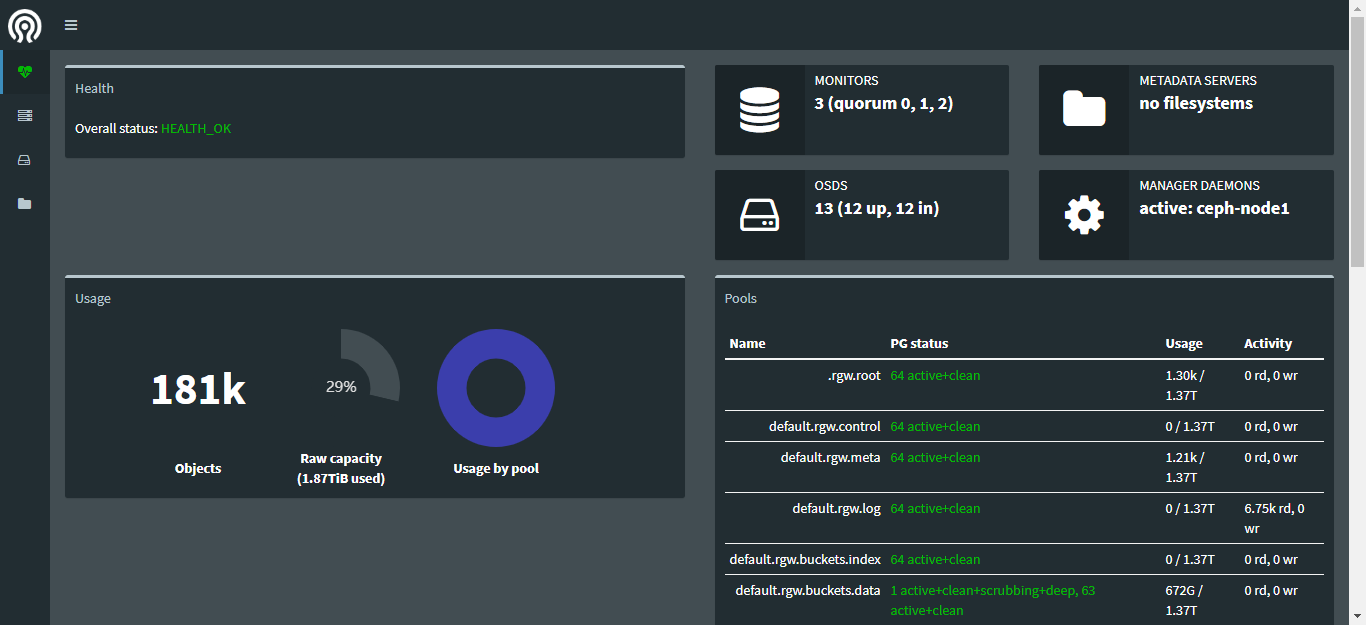 Health
Overall status: HEALTH_OK
MONITORS
3 (quorum 0, 1, 2)
METADATA SERVERS
no filesystems
OSDS
13 (12 up, 12 in)
MANAGER DAEMONS
active: ceph-node1
Usage
181k
Objects
29%
Raw capacity
(1.87TiB used)
Usage by pool
Pools
Name PG status Usage Activity
.rgw.root 64 active+clean 1.30k / 0 rd, 0 wr
1.37T
default.rgw.control 64 active+clean 0 / 1.37T 0 rd, 0 wr
default.rgw.meta 64 active+clean 1.21k / 0 rd, 0 wr
1.37T
default.rgw.log 64 active+clean 0 / 1.37T 6.75k rd, 0
wr
default.rgw.buckets.index 64 active+clean 0 / 1.37T 0 rd, 0 wr
default.rgw.buckets.data 1 active+clean+scrubbing+deep, 63 672G / 0 rd, 0 wr
active+clean 1.37T